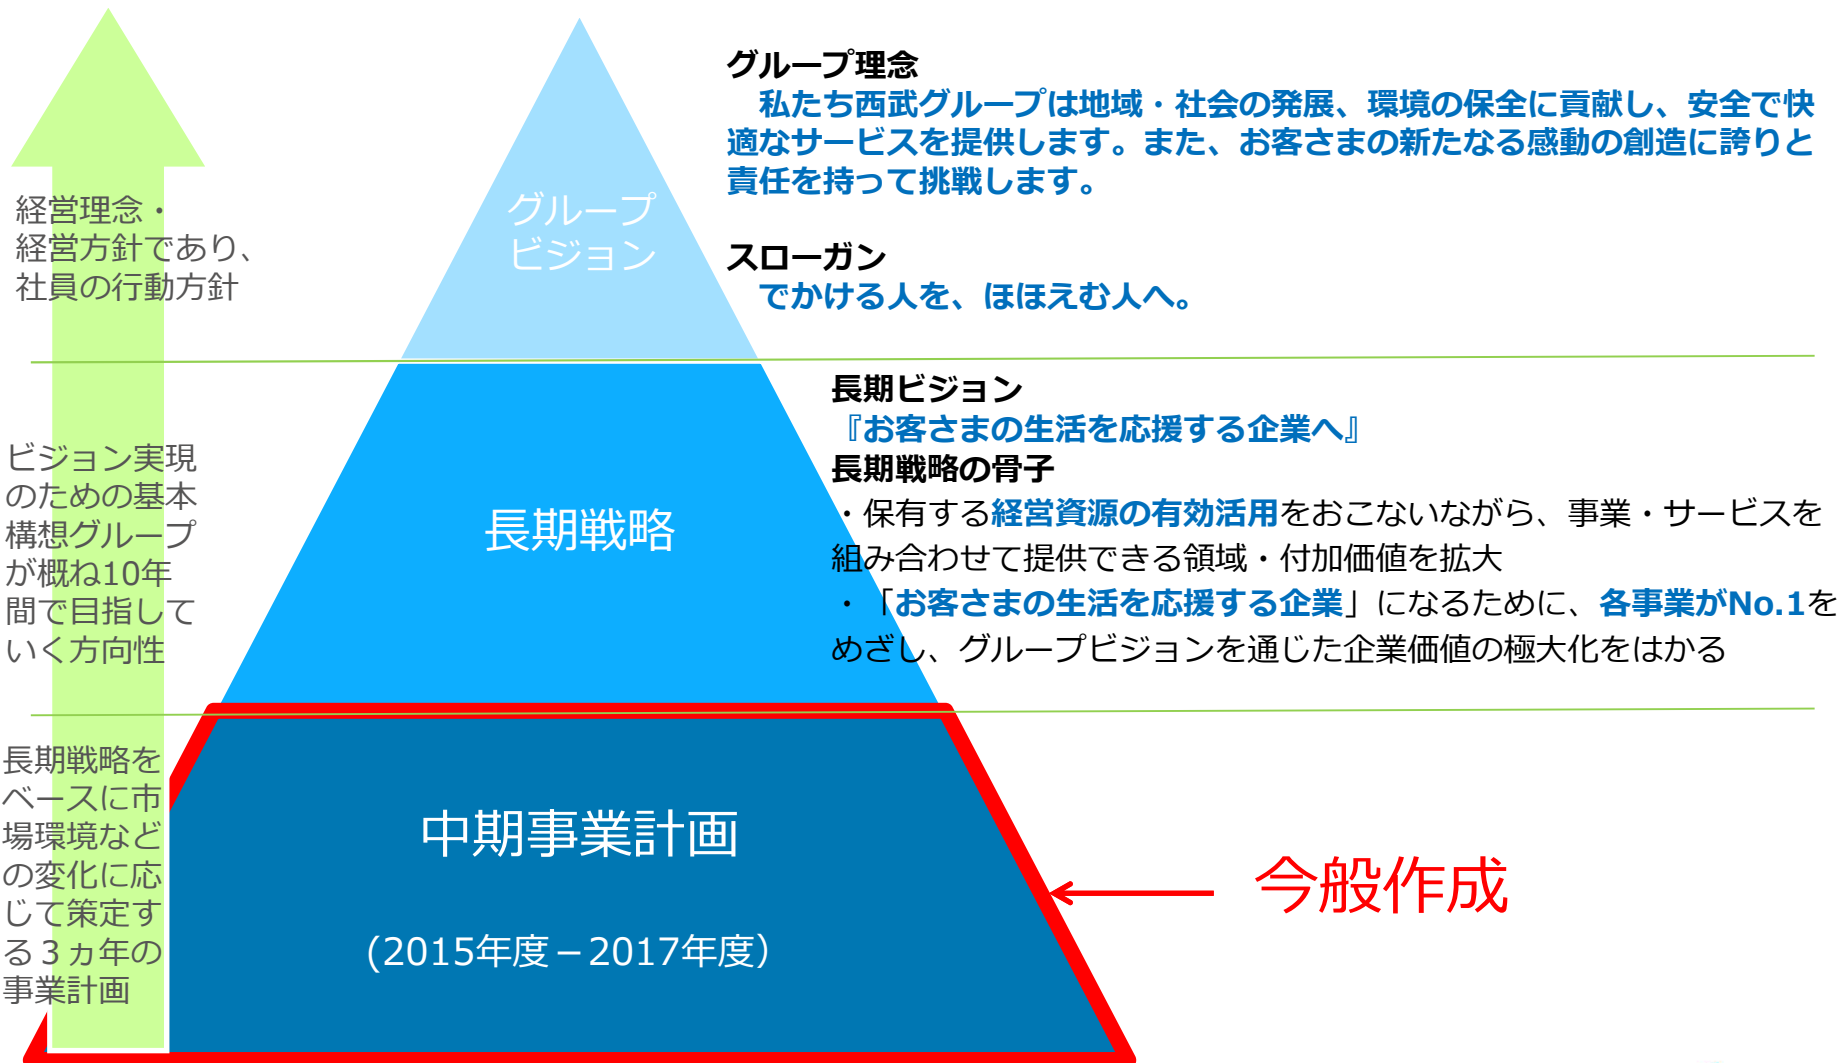 グループ理念
私たち西武グループは地域・社会の発展、環境の保全に貢献し、安全で快
適なサービスを提供します。また、お客さまの新たなる感動の創造に誇りと
責任を持って挑戦します。
経営理念・
経営方針であり、
社員の行動方針
グループ
ビジョン
スローガン
でかける人を、ほほえむ人へ。
長期ビジョン
『お客さまの生活を応援する企業へ』
長期戦略の骨子
・保有する経営資源の有効活用をおこないながら、事業・サービスを
組み合わせて提供できる領域・付加価値を拡大
・「お客さまの生活を応援する企業」になるために、各事業がNo.1を
めざし、グループビジョンを通じた企業価値の極大化をはかる
ビジョン実現
のための基本
構想グループ
が概ね10年
間で目指して
いく方向性
長期戦略
長期戦略を
ベースに市
場環境など
の変化に応
じて策定す
る３ヵ年の
事業計画
中期事業計画
(2015年度－2017年度）
今般作成